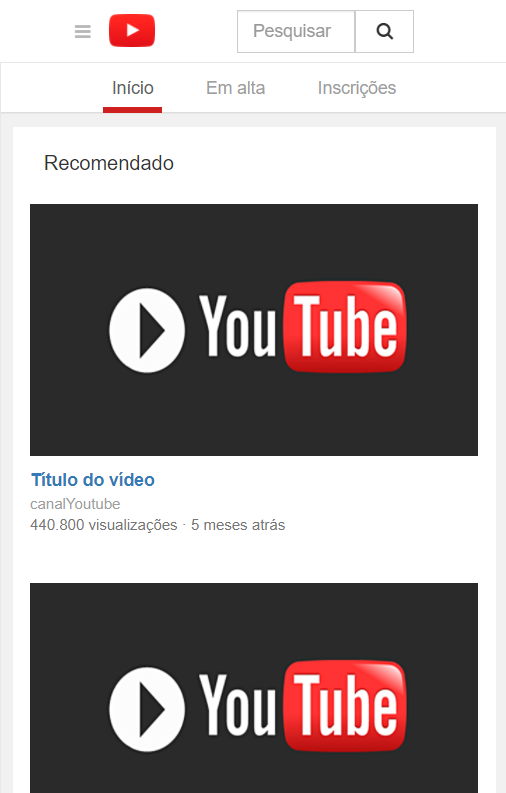 Pesquisar
Início Em alta Inscrições
Recomendado
YouTube
Título do vídeo
canalYoutube
440.800 visualizações · 5 meses atrás
YouTube